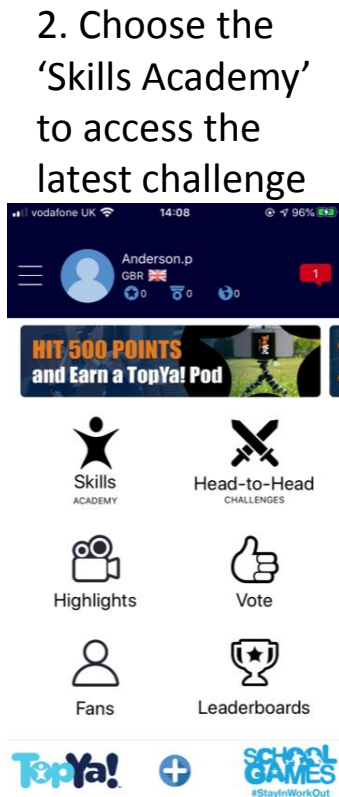 2. Choose the
‘Skills Academy’
to access the
latest challenge
vodafone UK 14:08 96%
Anderson.p
GBR
0 0 0
1
HIT 500 POINTS
and Earn a TopYa! Pod
Skills
ACADEMY
Head-to-Head
CHALLENGES
Highlights
Vote
Fans
Leaderboards
TopYa!
SCHOOL
GAMES
#StayInWorkOut